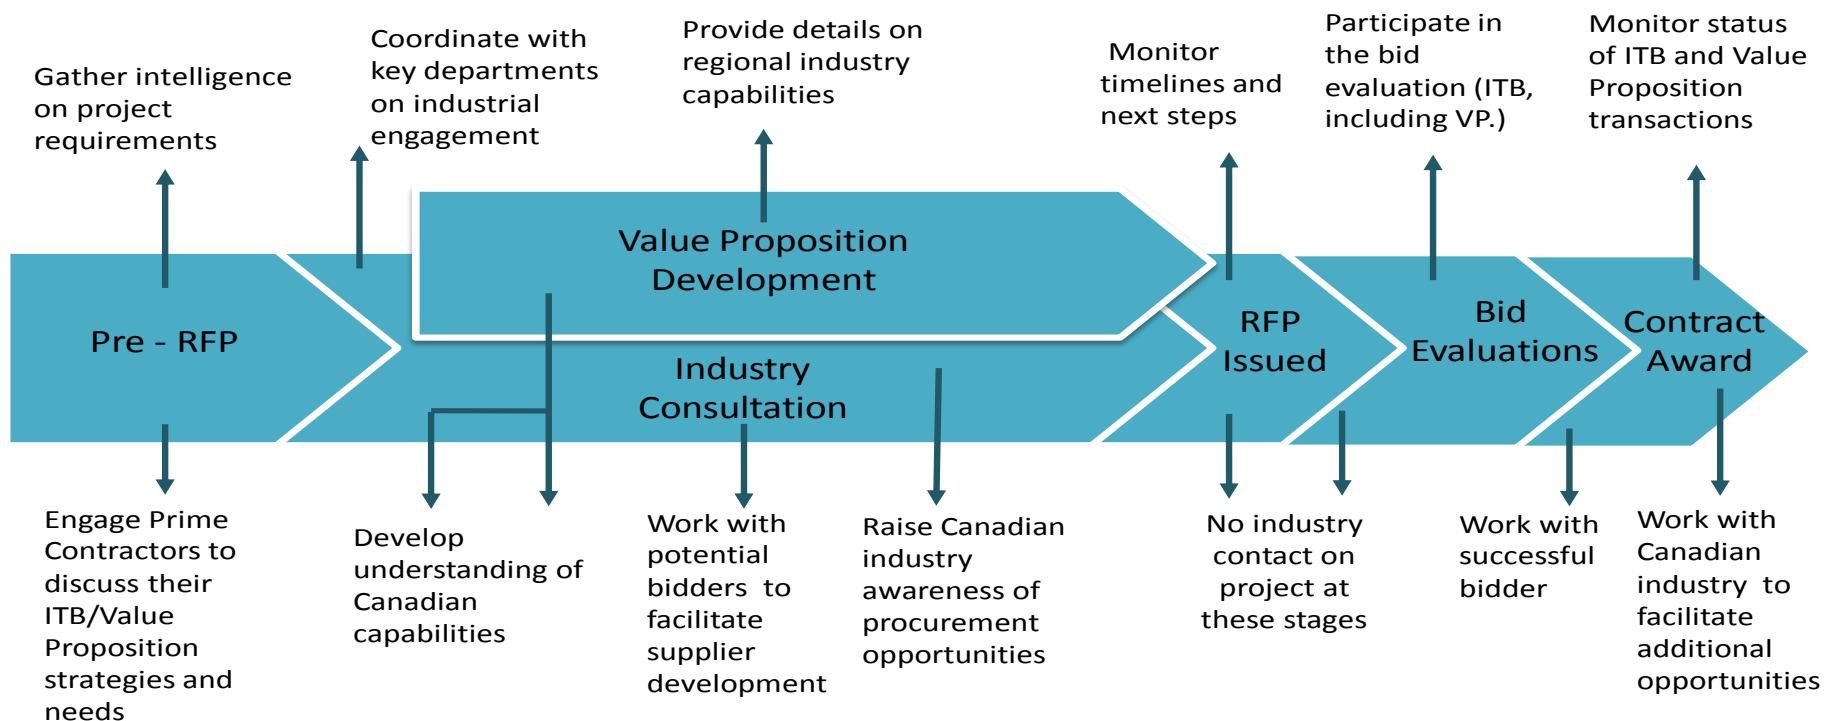 Gather intelligence
on project
requirements
Coordinate with
key departments
on industrial
engagement
Provide details on
regional industry
capabilities
Monitor
timelines and
next steps
Participate in
the bid
evaluation (ITB,
including VP.)
Monitor status
of ITB and Value
Proposition
transactions
Value Proposition
Development
Pre - RFP
Industry
Consultation
RFP
Issued
Bid
Evaluations
Contract
Award
Engage Prime
Contractors to
discuss their
ITB/Value
Proposition
strategies and
needs
Develop
understanding of
Canadian
capabilities
Work with
potential
bidders to
facilitate
supplier
development
Raise Canadian
industry
awareness of
procurement
opportunities
No industry
contact on
project at
these stages
Work with
successful
bidder
Work with
Canadian
industry to
facilitate
additional
opportunities